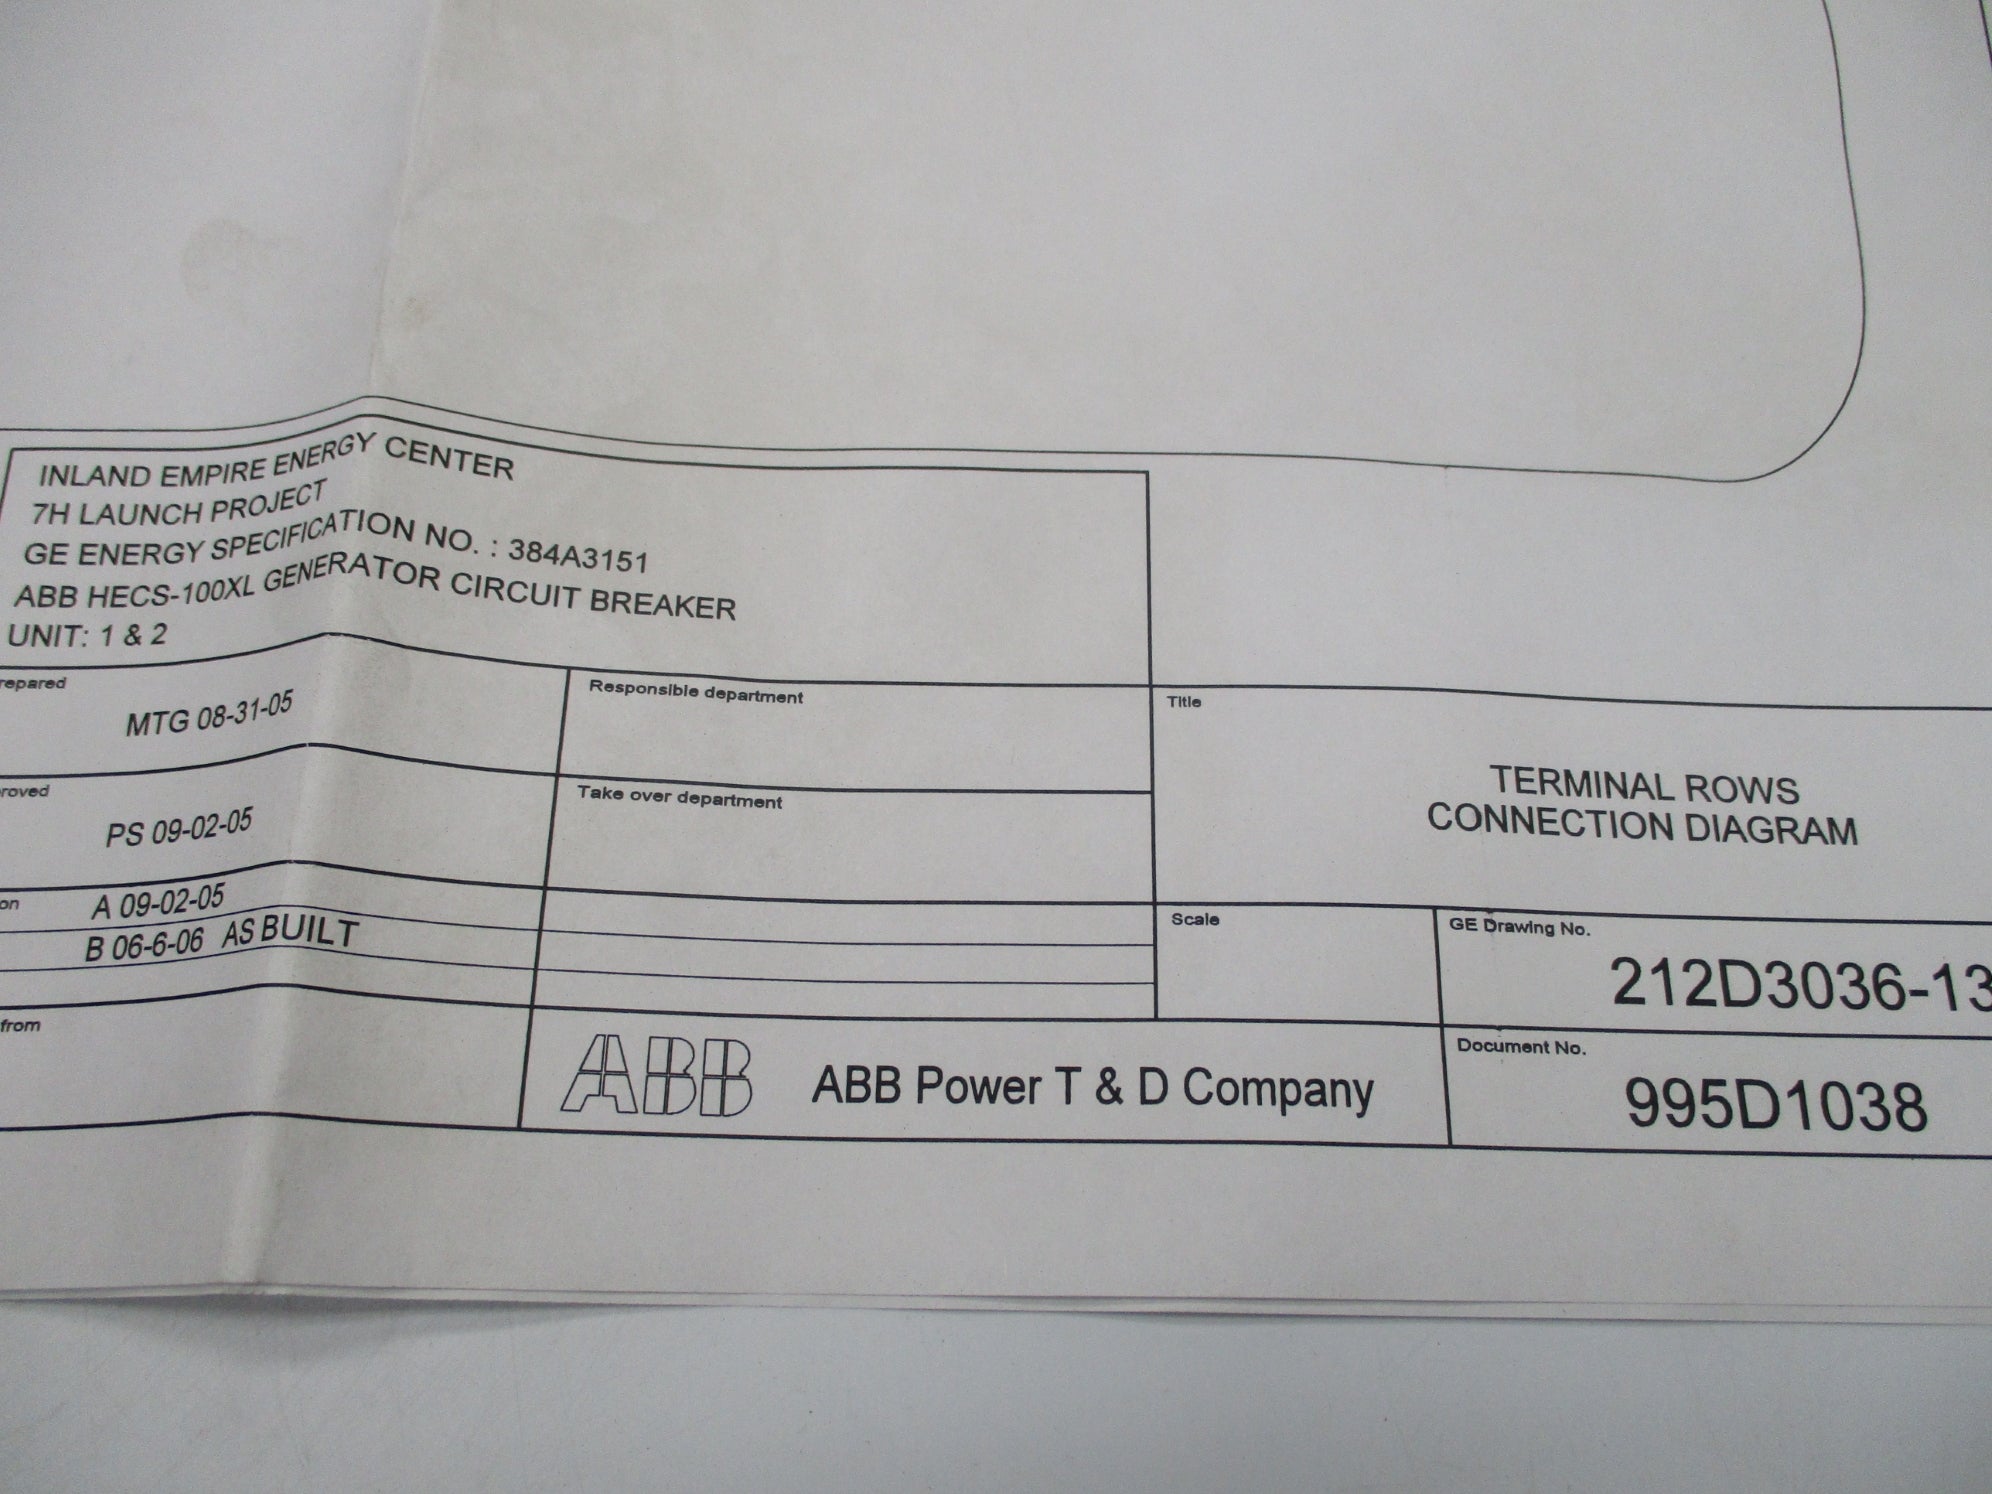 INLAND EMPIRE ENERGY CENTER
7H LAUNCH PROJECT
GE ENERGY SPECIFICATION NO. : 384A3151
ABB HECS-100XL GENERATOR CIRCUIT BREAKER
UNIT: 1 & 2
repared
MTG 08-31-05
Responsible department
Title
TERMINAL ROWS
CONNECTION DIAGRAM
roved
PS 09-02-05
Take over department
on
A 09-02-05
B 06-6-06 AS BUILT
Scale
GE Drawing No.
212D3036-13
from
ABB
ABB Power T & D Company
Document No.
995D1038